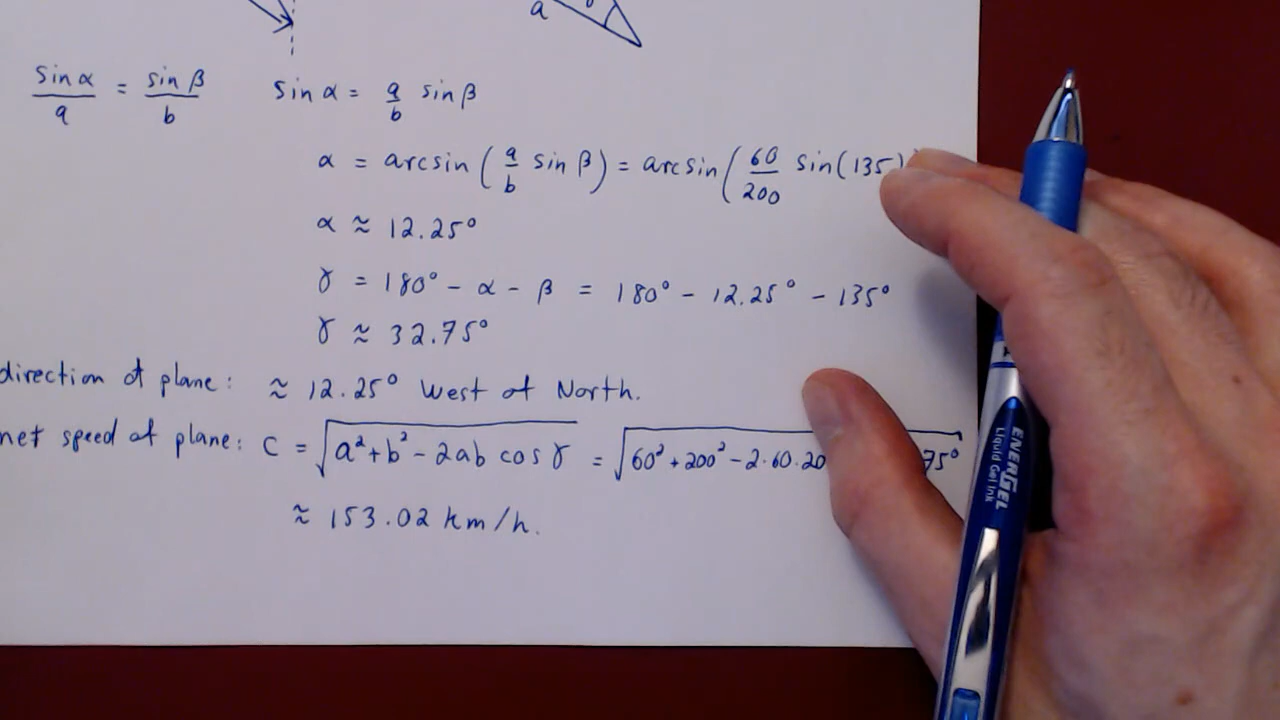 a
sin α / a = sin β / b    sin α = a/b sin β
α = arcsin ( a/b sin β ) = arcsin ( 60/200 sin(135)
α ≈ 12.25°
γ = 180° - α - β = 180° - 12.25° - 135°
γ ≈ 32.75°
direction of plane: ≈ 12.25° West of North.
net speed of plane: c = √(a² + b² - 2ab cos γ) = √(60² + 200² - 2·60·20 75°
≈ 153.02 km/h.
ENERGEL
Liquid Gel Ink